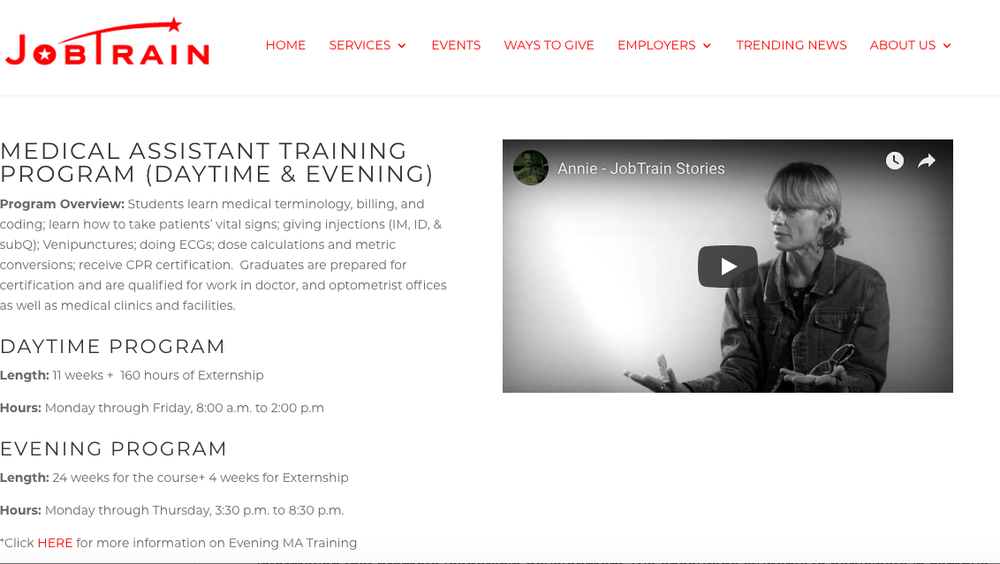 JOBTRAIN
HOME SERVICES EVENTS WAYS TO GIVE EMPLOYERS TRENDING NEWS ABOUT US
MEDICAL ASSISTANT TRAINING
PROGRAM (DAYTIME & EVENING)
Program Overview: Students learn medical terminology, billing, and
coding; learn how to take patients’ vital signs; giving injections (IM, ID, &
subQ); Venipunctures; doing ECGs; dose calculations and metric
conversions; receive CPR certification.  Graduates are prepared for
certification and are qualified for work in doctor, and optometrist offices
as well as medical clinics and facilities.
DAYTIME PROGRAM
Length: 11 weeks +  160 hours of Externship
Hours: Monday through Friday, 8:00 a.m. to 2:00 p.m
EVENING PROGRAM
Length: 24 weeks for the course+ 4 weeks for Externship
Hours: Monday through Thursday, 3:30 p.m. to 8:30 p.m.
*Click HERE for more information on Evening MA Training
Annie - JobTrain Stories